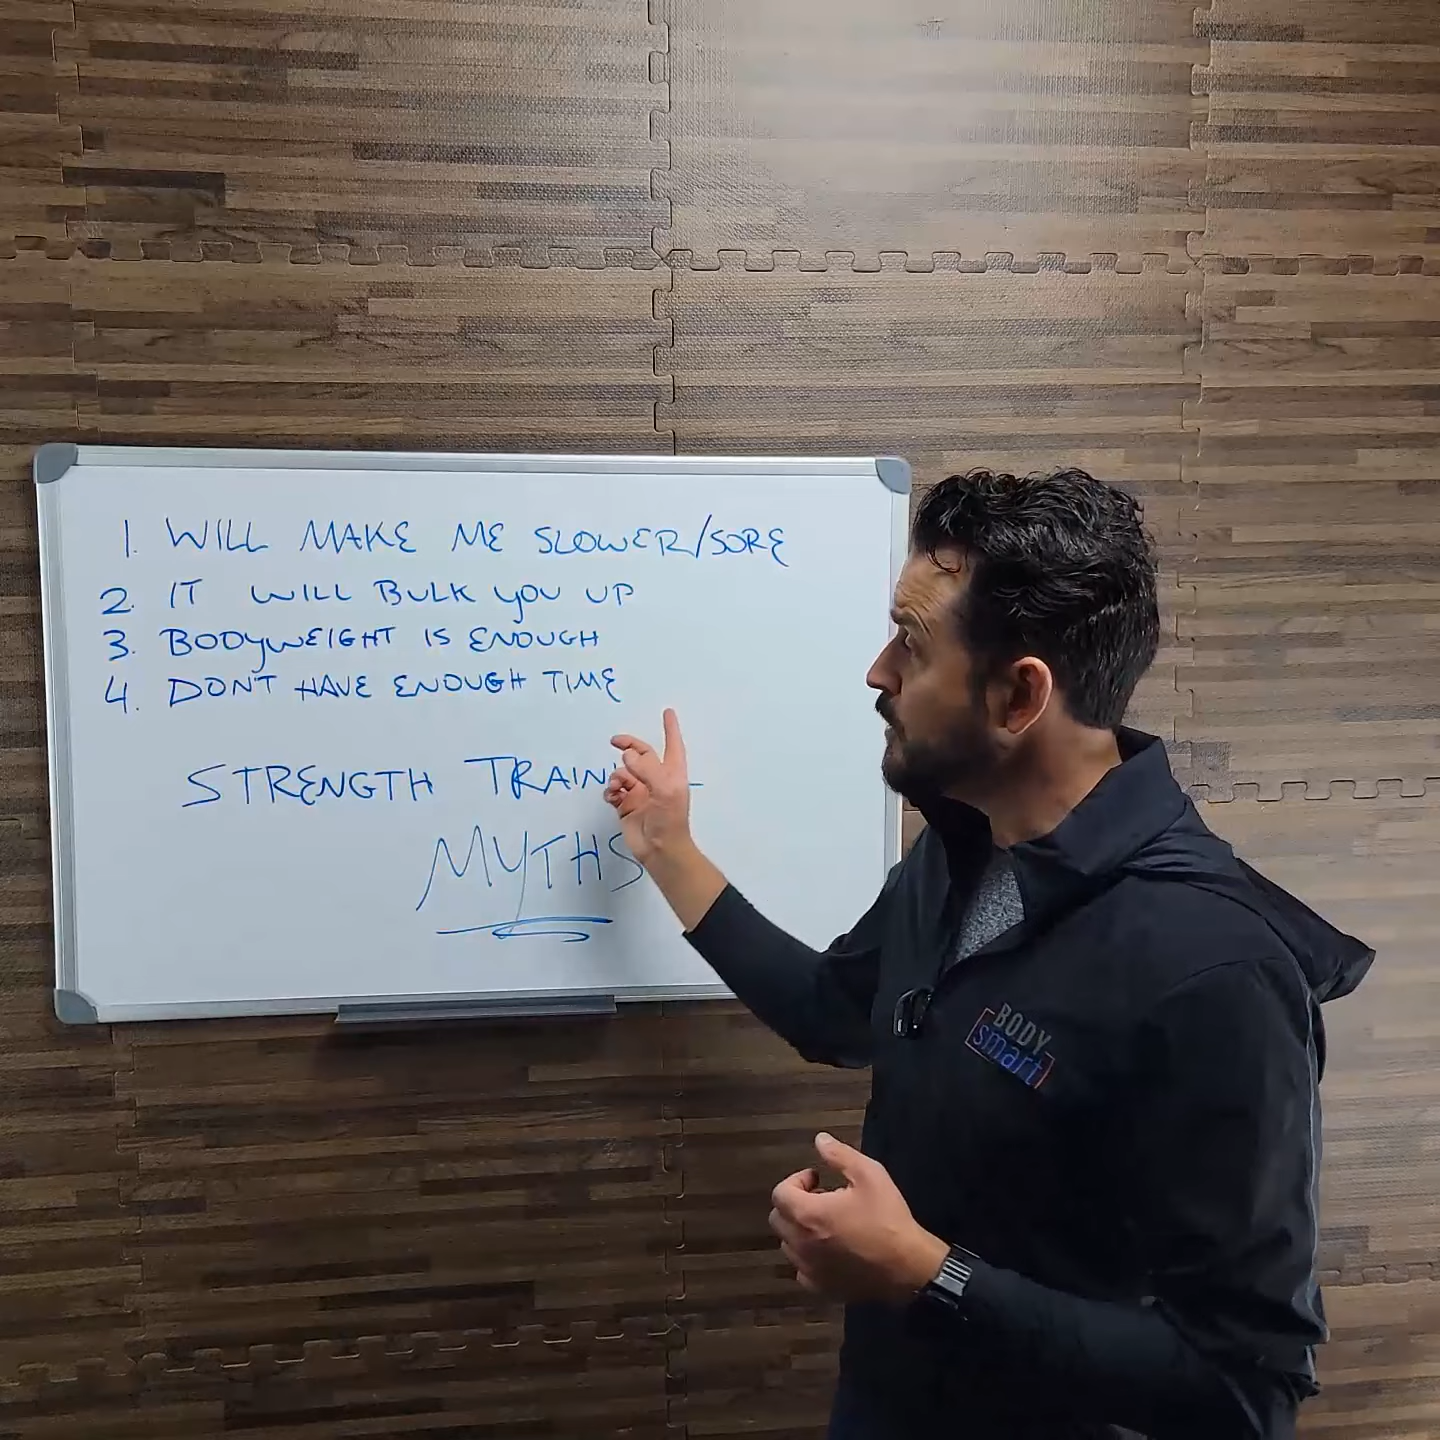 1. WILL MAKE ME SLOWER/SORE
2. IT WILL BULK YOU UP
3. BODYWEIGHT IS ENOUGH
4. DON'T HAVE ENOUGH TIME
STRENGTH
MYTHS
BODY
smart